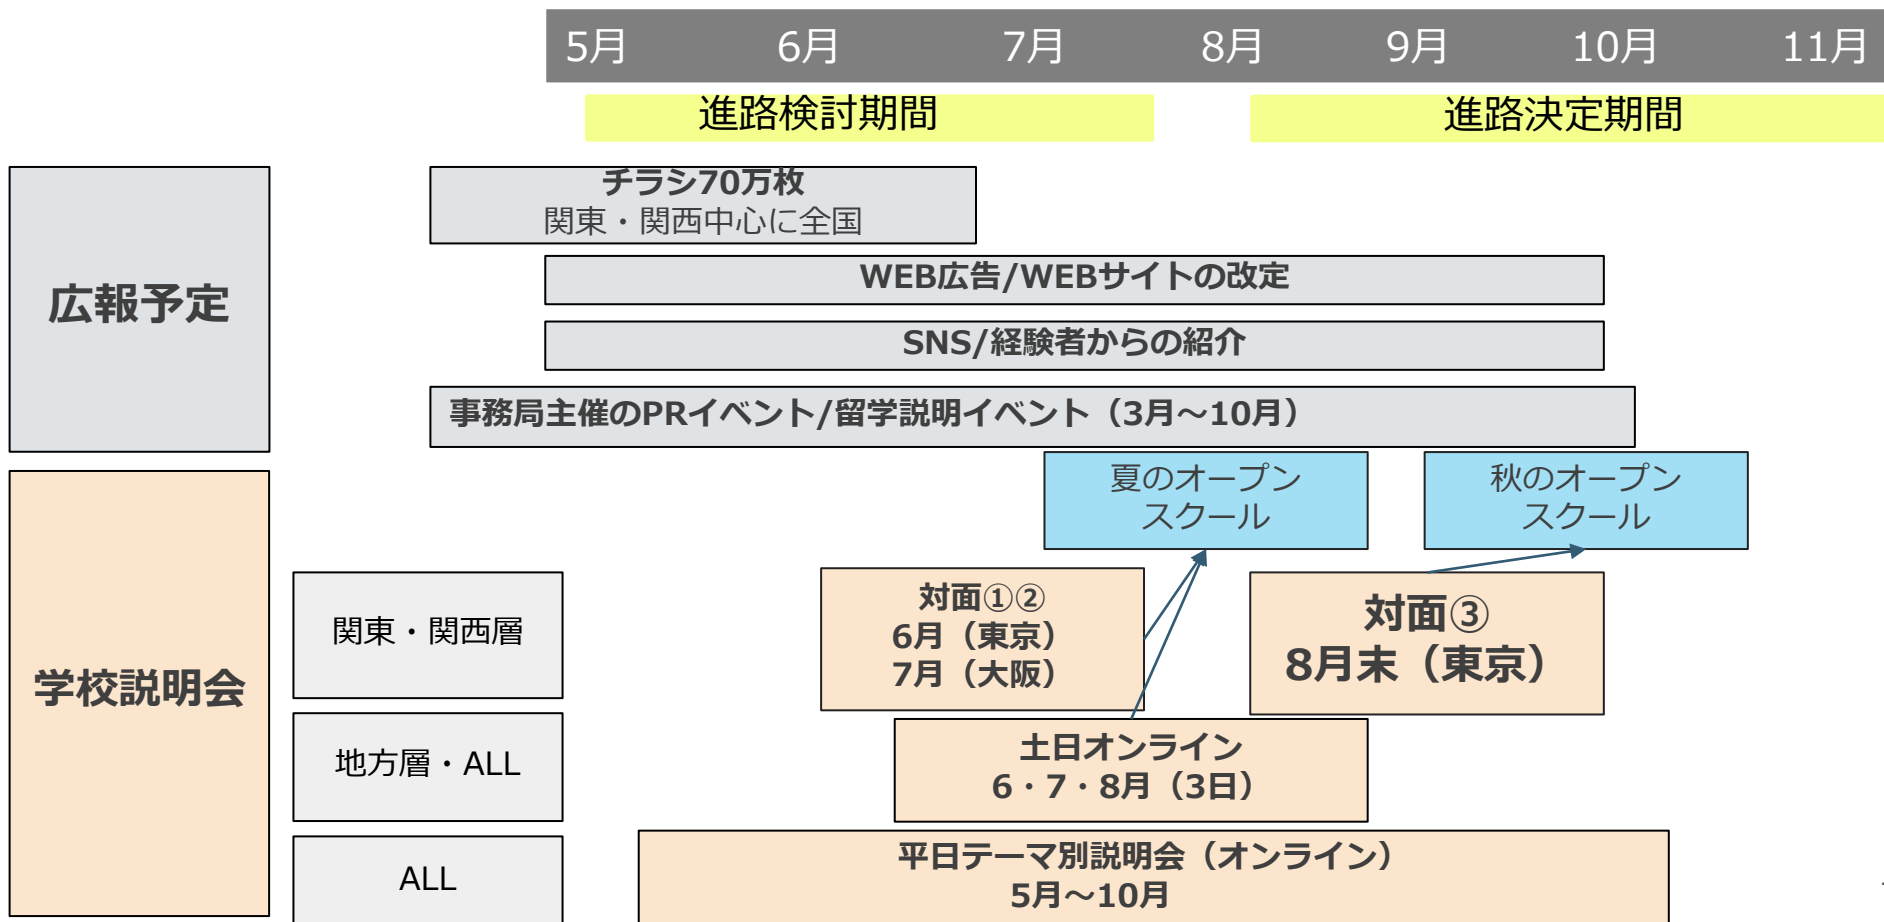 5月 6月 7月 8月 9月 10月 11月
進路検討期間 進路決定期間
広報予定
チラシ70万枚
関東・関西中心に全国
WEB広告/WEBサイトの改定
SNS/経験者からの紹介
事務局主催のPRイベント/留学説明イベント（3月～10月）
夏のオープン
スクール
秋のオープン
スクール
学校説明会
関東・関西層
対面①②
6月（東京）
7月（大阪）
対面③
8月末（東京）
地方層・ALL
土日オンライン
6・7・8月（3日）
ALL
平日テーマ別説明会（オンライン）
5月～10月